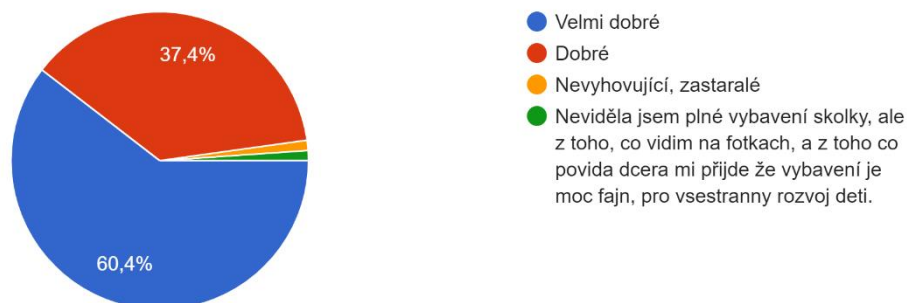 37,4%
60,4%
Velmi dobré
Dobré
Nevyhovující, zastaralé
Neviděla jsem plné vybavení skolky, ale
z toho, co vidim na fotkach, a z toho co
povida dcera mi přijde že vybavení je
moc fajn, pro vsestranny rozvoj deti.